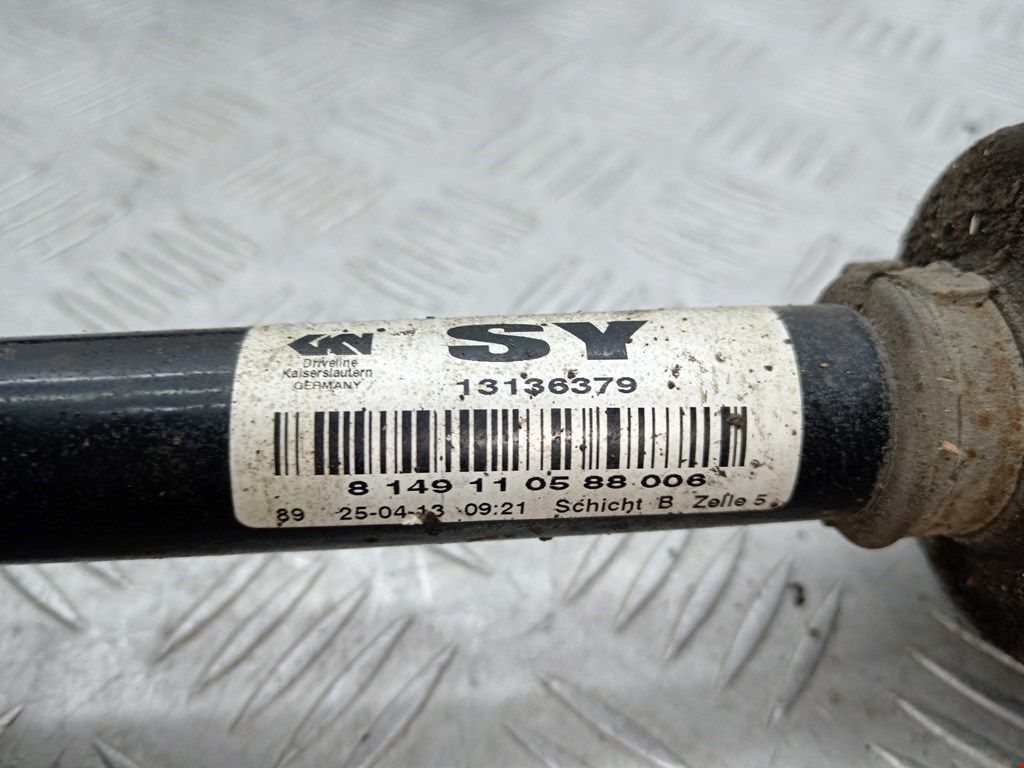 GKN SY
Driveline
Kaiserslautern
GERMANY
13136379
8 149 11 05 88 006
89 25-04-13 09:21 Schicht B Zelle 5